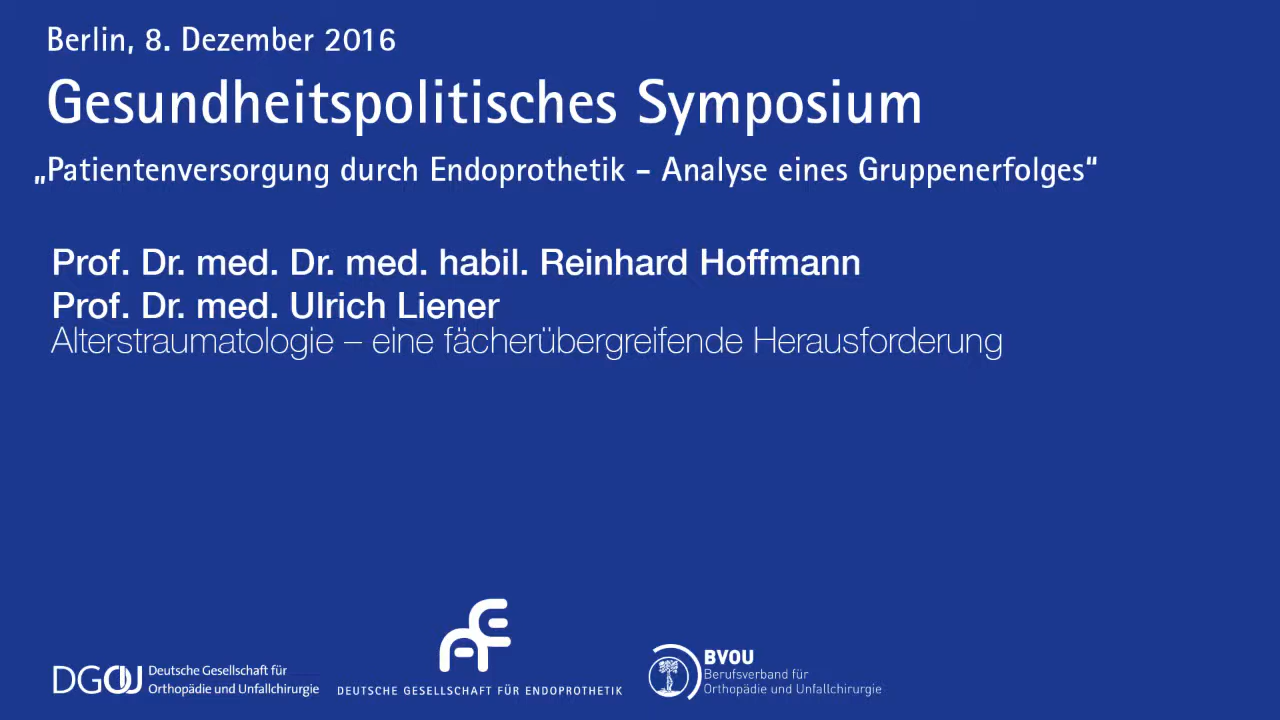 Berlin, 8. Dezember 2016
Gesundheitspolitisches Symposium
„Patientenversorgung durch Endoprothetik – Analyse eines Gruppenerfolges“
Prof. Dr. med. Dr. med. habil. Reinhard Hoffmann
Prof. Dr. med. Ulrich Liener
Alterstraumatologie – eine fächerübergreifende Herausforderung
AE
DGOU Deutsche Gesellschaft für
Orthopädie und Unfallchirurgie
DEUTSCHE GESELLSCHAFT FÜR ENDOPROTHETIK
BVOU
Berufsverband für
Orthopädie und Unfallchirurgie